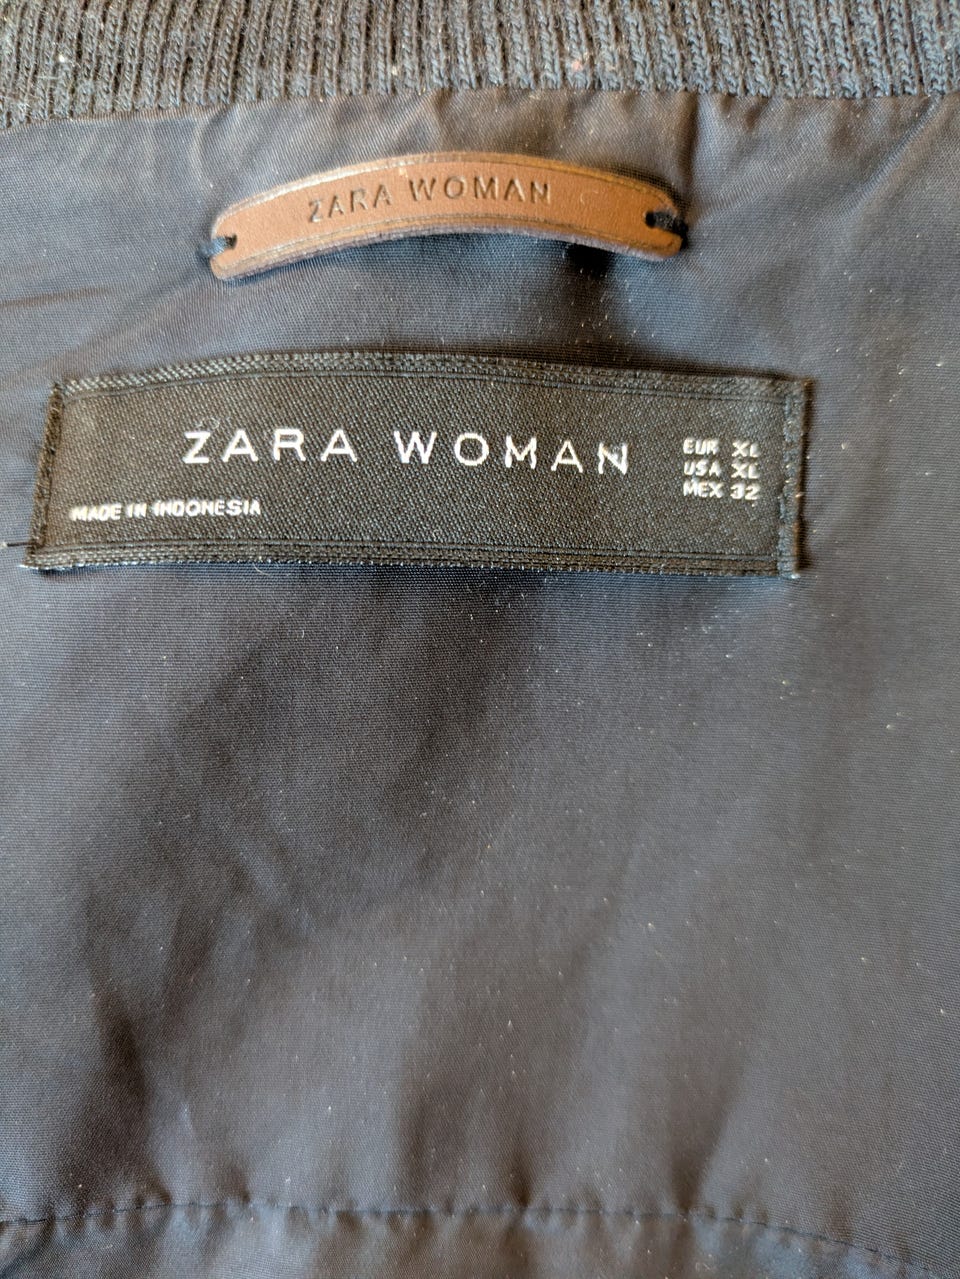 ZARA WOMAN
ZARA WOMAN
EUR XL
USA XL
MEX 32
MADE IN INDONESIA